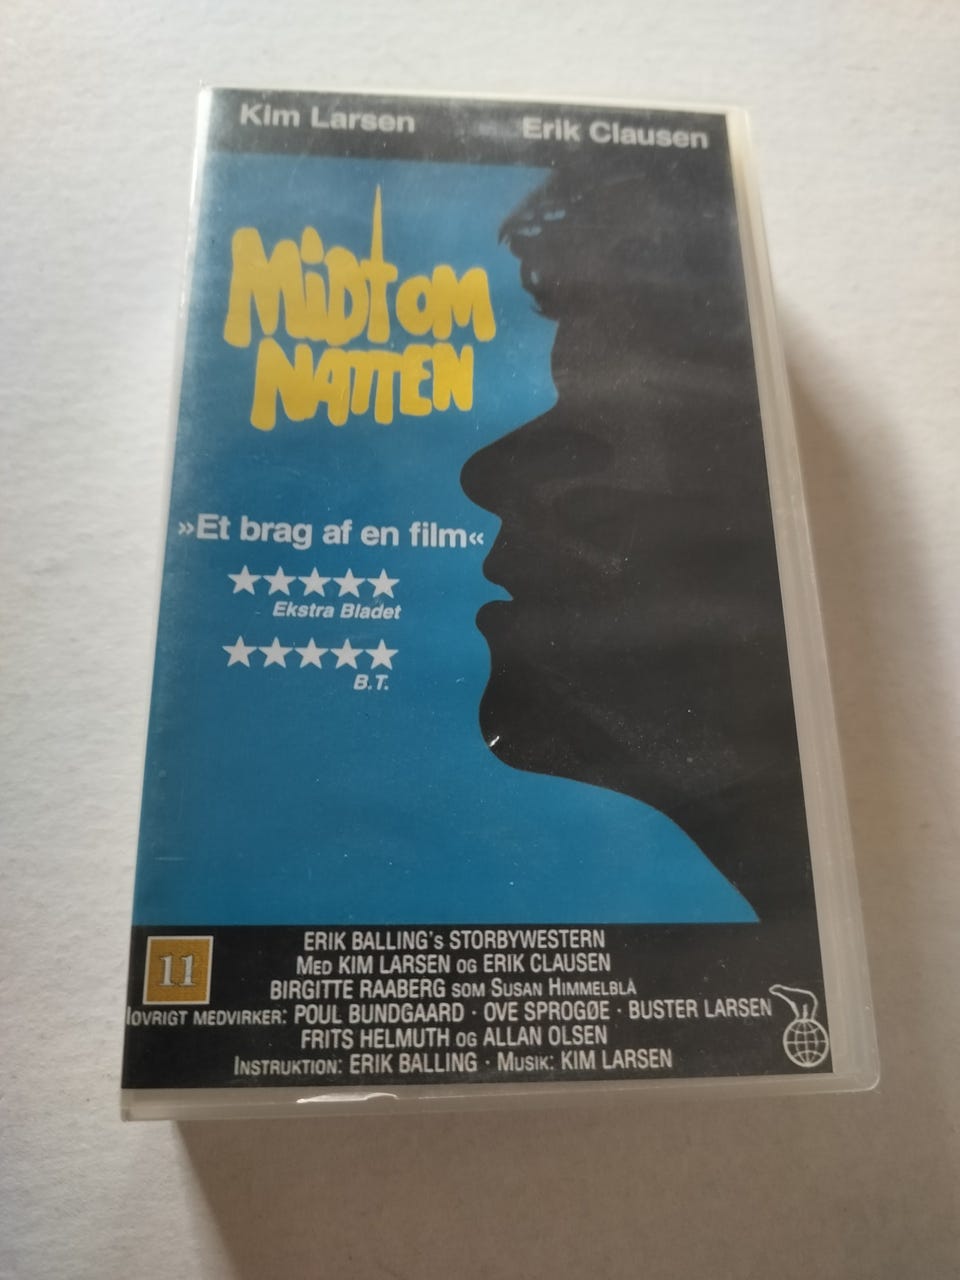 Kim Larsen Erik Clausen
MiDT OM
NATTEN
»Et brag af en film«
★★★★★
Ekstra Bladet
★★★★★
B.T.
11
ERIK BALLING's STORBYWESTERN
MED KIM LARSEN OG ERIK CLAUSEN
BIRGITTE RAABERG SOM SUSAN HIMMELBLÅ
IØVRIGT MEDVIRKER: POUL BUNDGAARD · OVE SPROGØE · BUSTER LARSEN
FRITS HELMUTH OG ALLAN OLSEN
INSTRUKTION: ERIK BALLING · MUSIK: KIM LARSEN